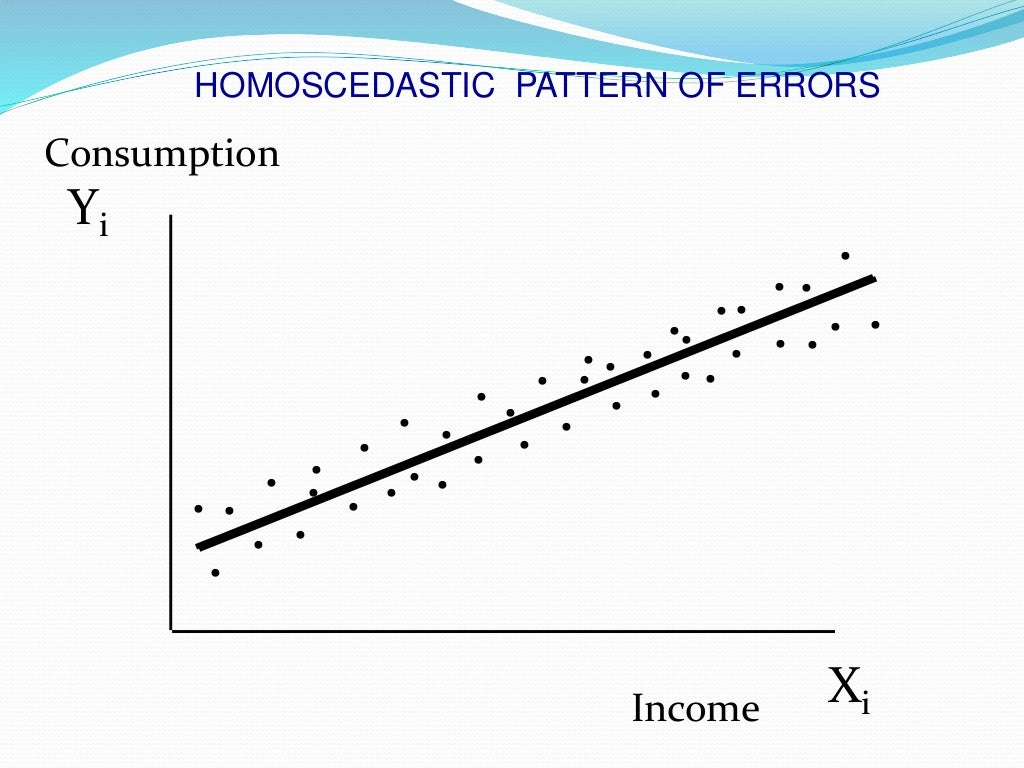 HOMOSCEDASTIC PATTERN OF ERRORS
Consumption
Yi
Xi
Income